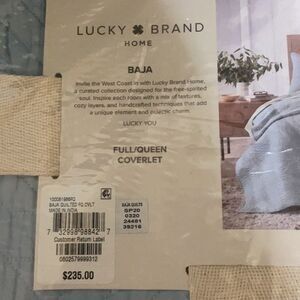 LUCKY BRAND
HOME
BAJA
Invite the West Coast in with Lucky Brand Home,
a curated collection designed for the free-spirited
soul. Inspire each room with a mix of textures,
cozy layers, and handcrafted techniques that add
a unique element and eclectic charm.
LUCKY YOU
FULL/QUEEN
COVERLET
BAJA QUILTED FQ CVLT
MADE IN INDIA
7 32998 98842 7
Customer Return Label
0602579999312
$235.00
BAJA QUILTS
SP20
0320
24481
39216